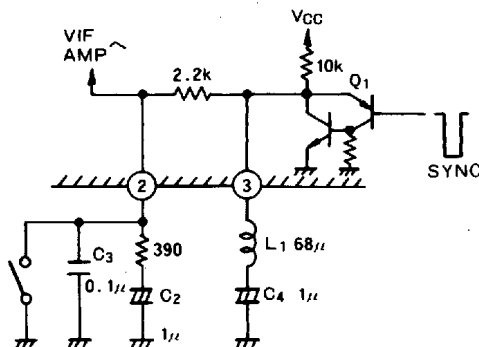 VIF
AMP
2.2k
VCC
10k
Q1
SYNC
2
3
390
L1 68μ
C3
0.1μ
C2
1μ
C4 1μ